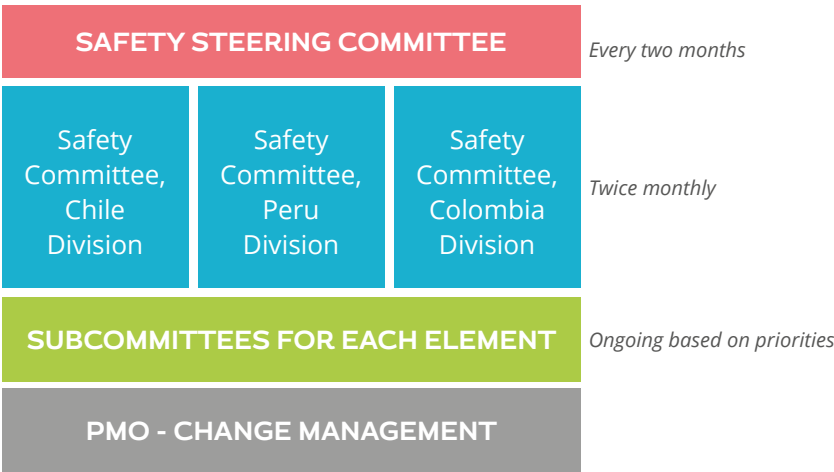 SAFETY STEERING COMMITTEE
Every two months
Safety
Committee,
Chile
Division
Safety
Committee,
Peru
Division
Safety
Committee,
Colombia
Division
Twice monthly
SUBCOMMITTEES FOR EACH ELEMENT
Ongoing based on priorities
PMO - CHANGE MANAGEMENT